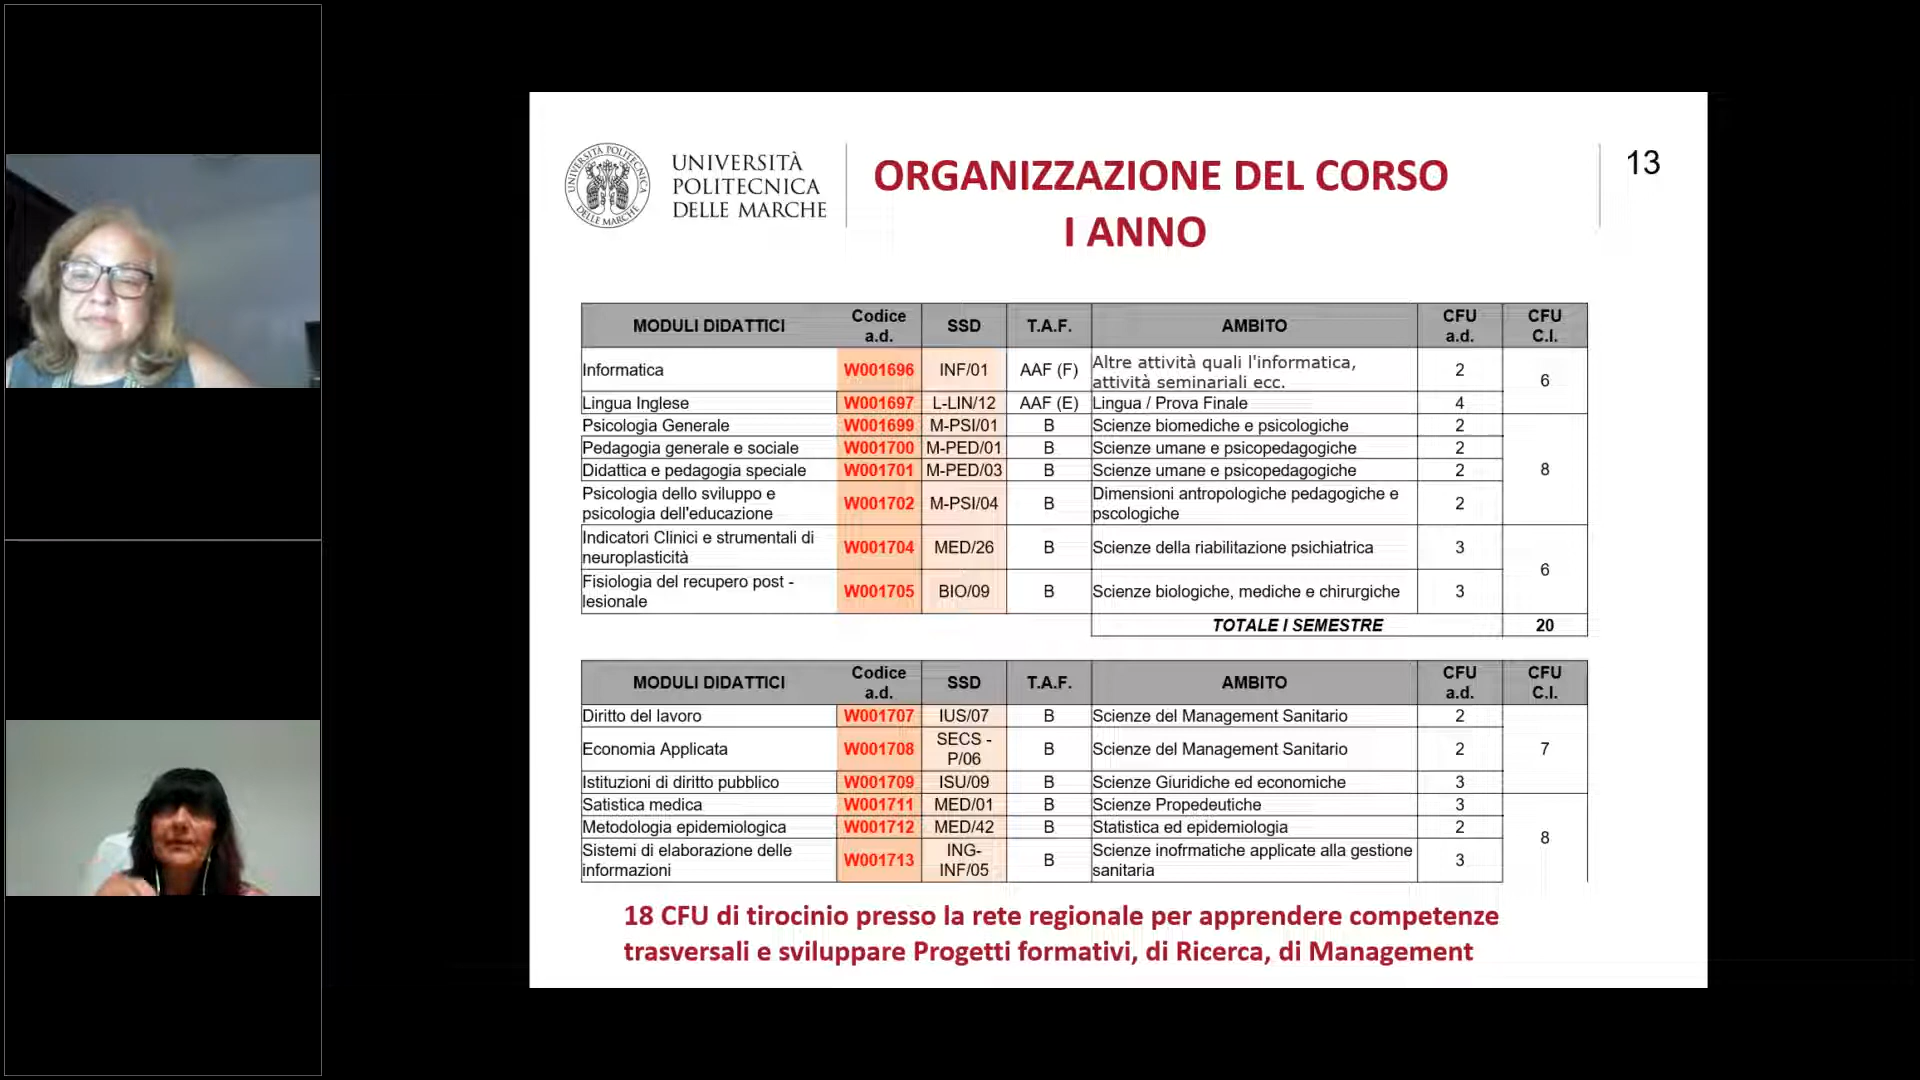 UNIVERSITÀ POLITECNICA
DELLE MARCHE
UNIVERSITÀ
POLITECNICA
DELLE MARCHE
ORGANIZZAZIONE DEL CORSO
I ANNO
13
MODULI DIDATTICI Codice a.d. SSD T.A.F. AMBITO CFU a.d. CFU C.I.
Informatica W001696 INF/01 AAF (F) Altre attività quali l'informatica, attività seminariali ecc. 2 6
Lingua Inglese W001697 L-LIN/12 AAF (E) Lingua / Prova Finale 4
Psicologia Generale W001699 M-PSI/01 B Scienze biomediche e psicologiche 2 8
Pedagogia generale e sociale W001700 M-PED/01 B Scienze umane e psicopedagogiche 2
Didattica e pedagogia speciale W001701 M-PED/03 B Scienze umane e psicopedagogiche 2
Psicologia dello sviluppo e psicologia dell'educazione W001702 M-PSI/04 B Dimensioni antropologiche pedagogiche e pscologiche 2
Indicatori Clinici e strumentali di neuroplasticità W001704 MED/26 B Scienze della riabilitazione psichiatrica 3 6
Fisiologia del recupero post - lesionale W001705 BIO/09 B Scienze biologiche, mediche e chirurgiche 3
TOTALE I SEMESTRE 20
MODULI DIDATTICI Codice a.d. SSD T.A.F. AMBITO CFU a.d. CFU C.I.
Diritto del lavoro W001707 IUS/07 B Scienze del Management Sanitario 2 7
Economia Applicata W001708 SECS - P/06 B Scienze del Management Sanitario 2
Istituzioni di diritto pubblico W001709 ISU/09 B Scienze Giuridiche ed economiche 3
Satistica medica W001711 MED/01 B Scienze Propedeutiche 3 8
Metodologia epidemiologica W001712 MED/42 B Statistica ed epidemiologia 2
Sistemi di elaborazione delle informazioni W001713 ING-INF/05 B Scienze inofrmatiche applicate alla gestione sanitaria 3
18 CFU di tirocinio presso la rete regionale per apprendere competenze
trasversali e sviluppare Progetti formativi, di Ricerca, di Management